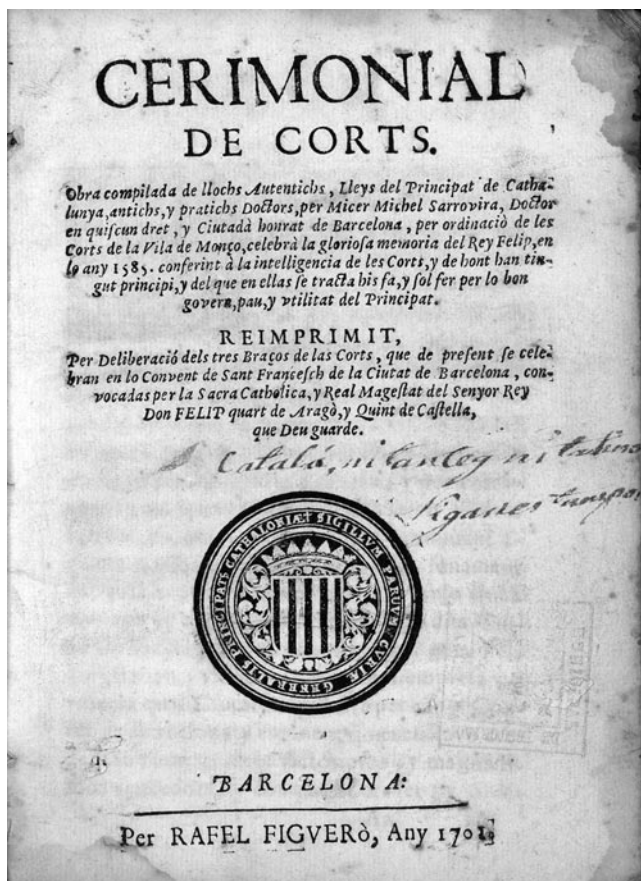 CERIMONIAL
DE CORTS.
Obra compilada de llochs Autentichs, Lleys del Principat de Catha-
lunya, antichs, y pratichs Doctors, per Micer Michel Sarrovira, Doctor
en quiscun dret, y Ciutadà honrat de Barcelona, per ordinaciò de les
Corts de la Vila de Monço, celebrà la gloriosa memoria del Rey Felip, en
lo any 1585. conferint à la intelligencia de les Corts, y de hont han tin-
gut principi, y del que en ellas se tracta his fa, y sol fer per lo bon
govern, pau, y vtilitat del Principat.
REIMPRIMIT,
Per Deliberació dels tres Braços de las Corts, que de present se cele-
bran en lo Convent de Sant Francesch de la Ciutat de Barcelona, con-
vocadas per la Sacra Catholica, y Real Magestat del Senyor Rey
Don FELIP quart de Aragò, y Quint de Castella,
que Deu guarde.
Catalá, ni
SIGILLVM PARVVM CVRIÆ GENERALIS PRINCIPATS CATHALONIÆ
BARCELONA:
Per RAFEL FIGVERò, Any 1701.